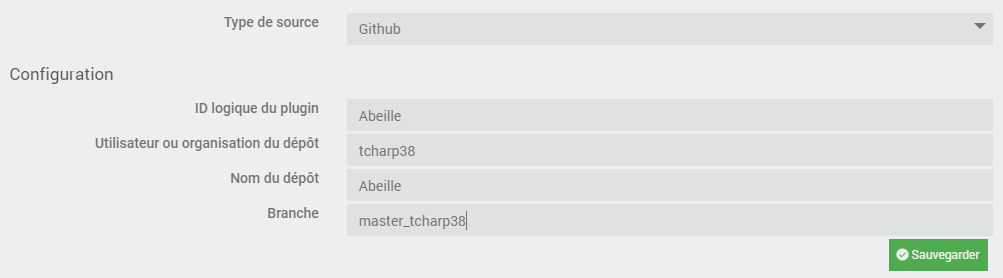 Type de source
Github
Configuration
ID logique du plugin
Abeille
Utilisateur ou organisation du dépôt
tcharp38
Nom du dépôt
Abeille
Branche
master_tcharp38
Sauvegarder